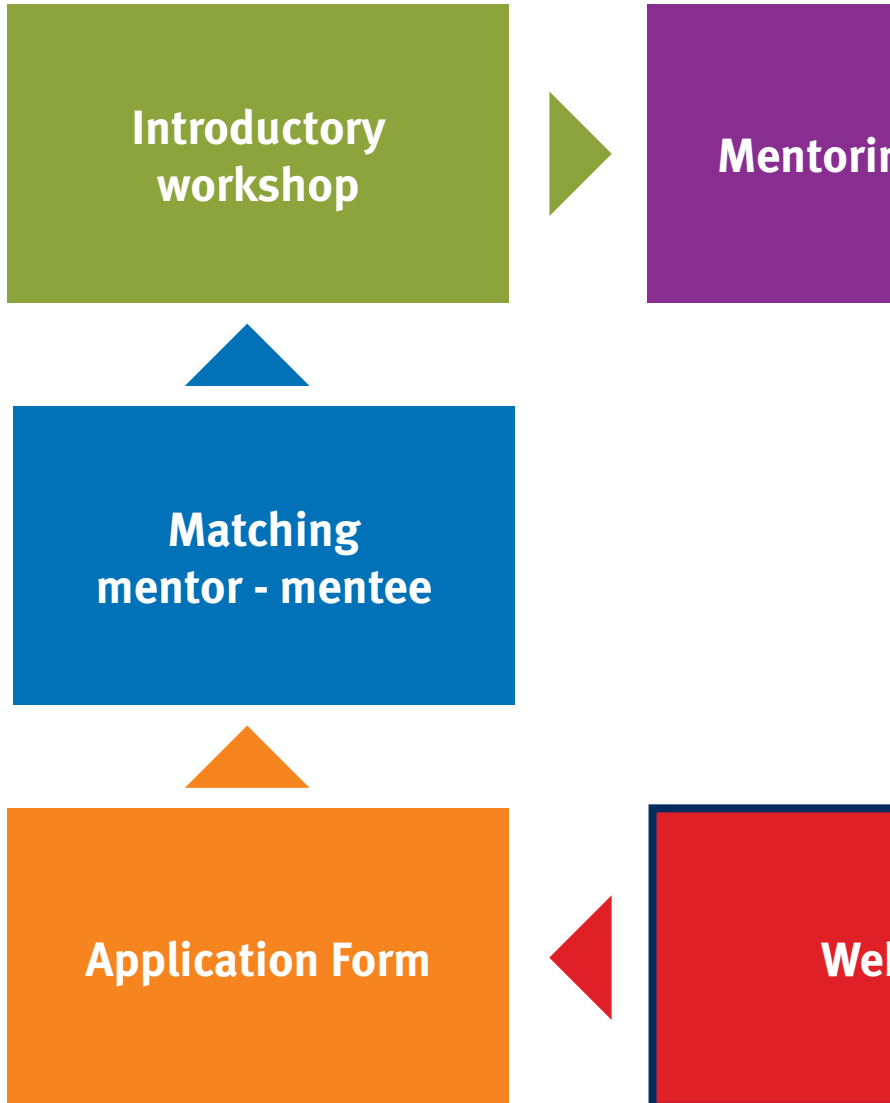 Introductory
workshop
Matching
mentor - mentee
Application Form